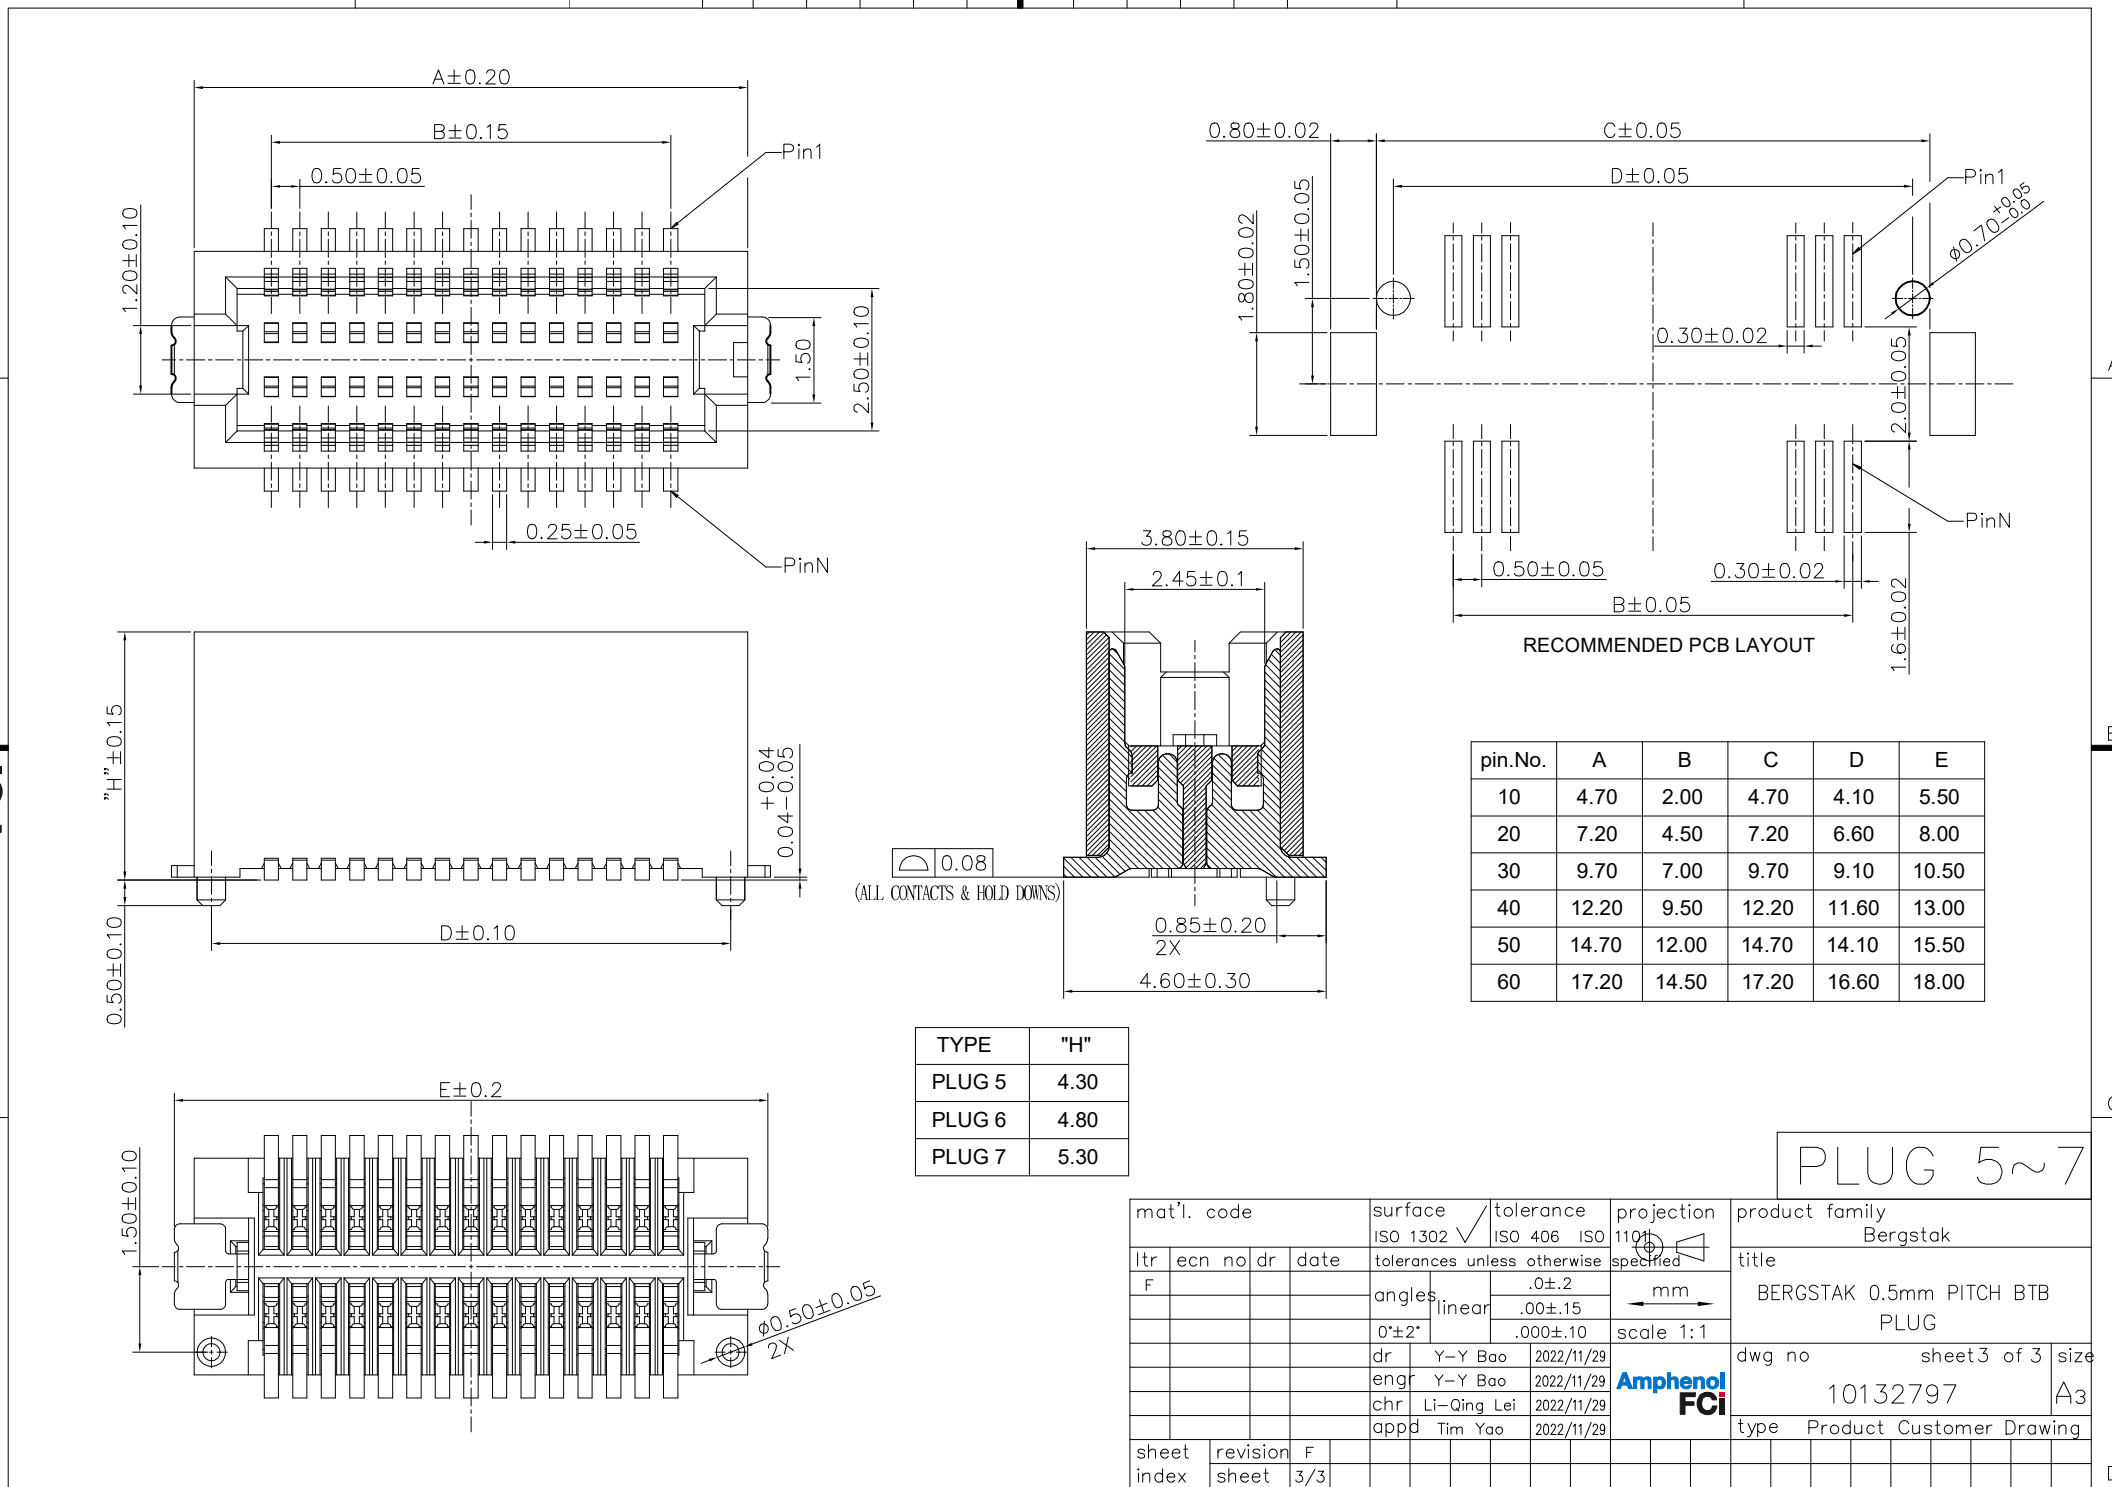 A±0.20
B±0.15
0.50±0.05
Pin1
1.20±0.10
1.50
2.50±0.10
0.25±0.05
PinN
0.80±0.02
C±0.05
D±0.05
Pin1
ø0.70+0.05-0.0
1.50±0.05
1.80±0.02
0.30±0.02
2.0±0.05
PinN
0.50±0.05
0.30±0.02
B±0.05
1.6±0.02
RECOMMENDED PCB LAYOUT
3.80±0.15
2.45±0.1
"H"±0.15
+0.04
0.04-0.05
0.50±0.10
D±0.10
0.08
(ALL CONTACTS & HOLD DOWNS)
0.85±0.20
2X
4.60±0.30
pin.No. A B C D E
10 4.70 2.00 4.70 4.10 5.50
20 7.20 4.50 7.20 6.60 8.00
30 9.70 7.00 9.70 9.10 10.50
40 12.20 9.50 12.20 11.60 13.00
50 14.70 12.00 14.70 14.10 15.50
60 17.20 14.50 17.20 16.60 18.00
TYPE "H"
PLUG 5 4.30
PLUG 6 4.80
PLUG 7 5.30
E±0.2
1.50±0.10
ø0.50±0.05
2X
PLUG 5~7
mat'l. code
surface
ISO 1302
tolerance
ISO 406 ISO 1101
projection
product family
Bergstak
ltr ecn no dr date
tolerances unless otherwise specified
title
BERGSTAK 0.5mm PITCH BTB
PLUG
F
angles
0°±2°
linear
.0±.2
.00±.15
.000±.10
mm
scale 1:1
dr Y-Y Bao 2022/11/29
engr Y-Y Bao 2022/11/29
chr Li-Qing Lei 2022/11/29
appd Tim Yao 2022/11/29
Amphenol
FCi
dwg no sheet3 of 3 size
10132797 A3
type Product Customer Drawing
sheet index
revision F
sheet 3/3